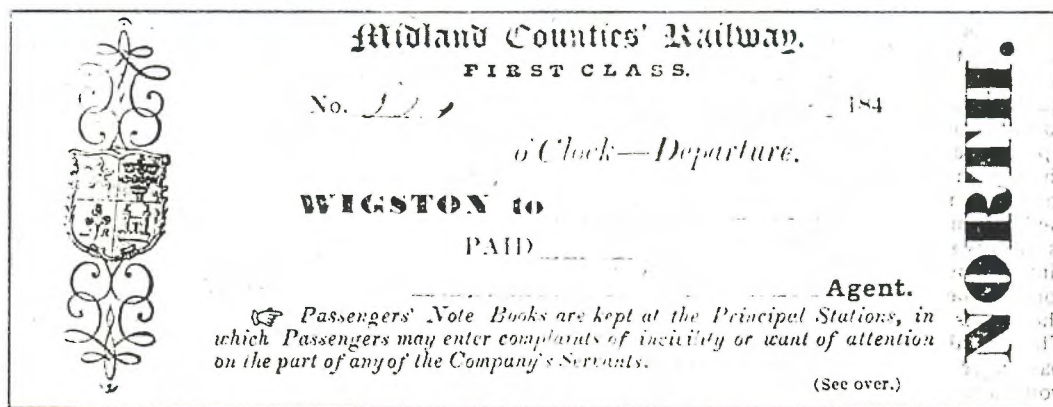 Midland Counties' Railway.
FIRST CLASS.
No. 184
o'Clock—Departure.
WIGSTON to
PAID
Agent.
☞ Passengers' Note Books are kept at the Principal Stations, in
which Passengers may enter complaints of incivility or want of attention
on the part of any of the Company's Servants.
(See over.)
NORTH.